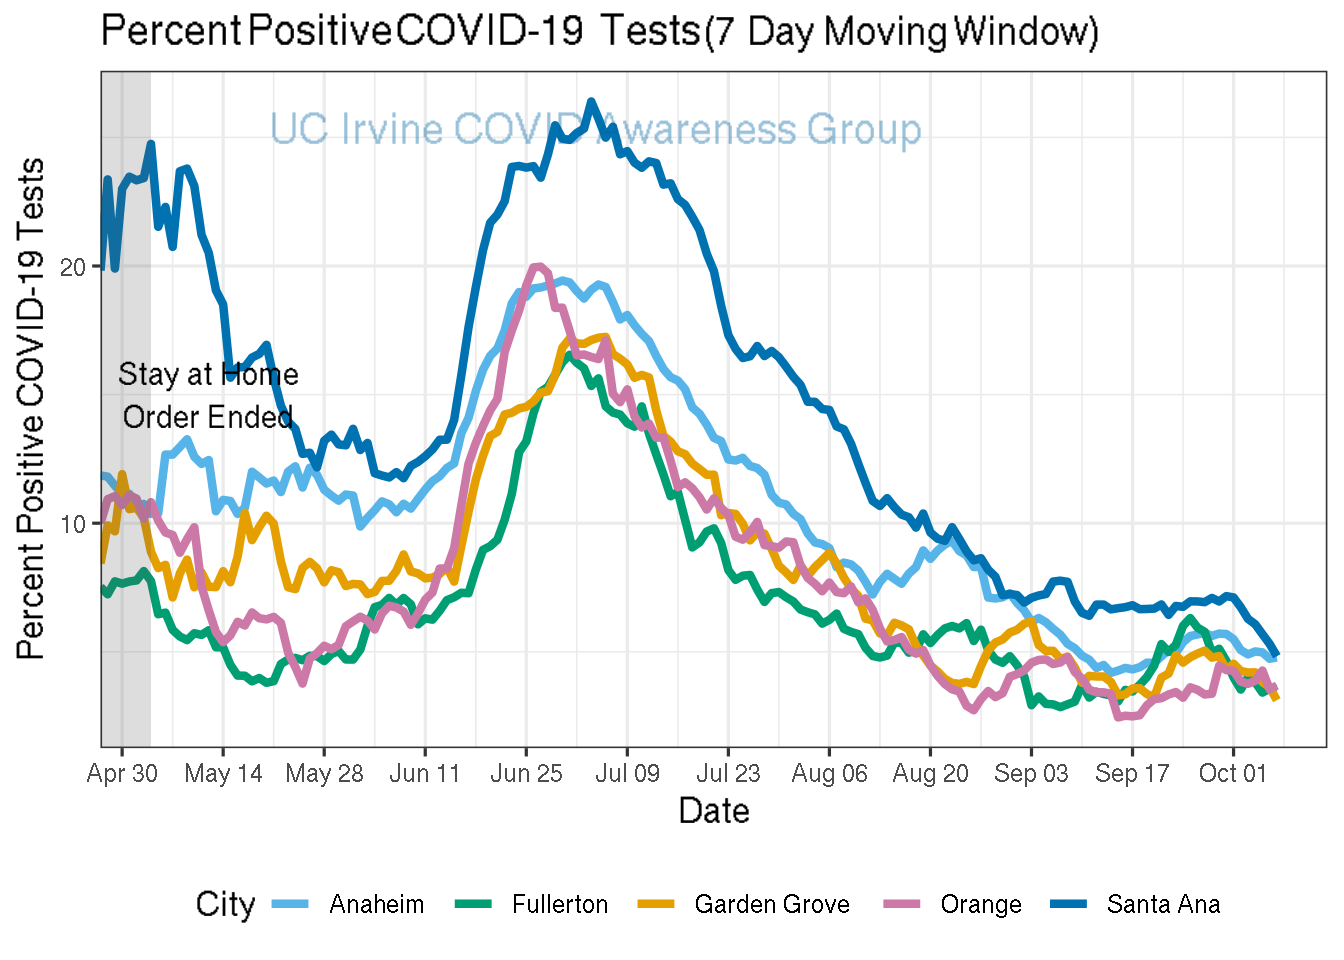 Percent Positive COVID-19 Tests (7 Day Moving Window)
UC Irvine COVID Awareness Group
Percent Positive COVID-19 Tests
20
10
Stay at Home
Order Ended
Apr 30 May 14 May 28 Jun 11 Jun 25 Jul 09 Jul 23 Aug 06 Aug 20 Sep 03 Sep 17 Oct 01
Date
City Anaheim Fullerton Garden Grove Orange Santa Ana